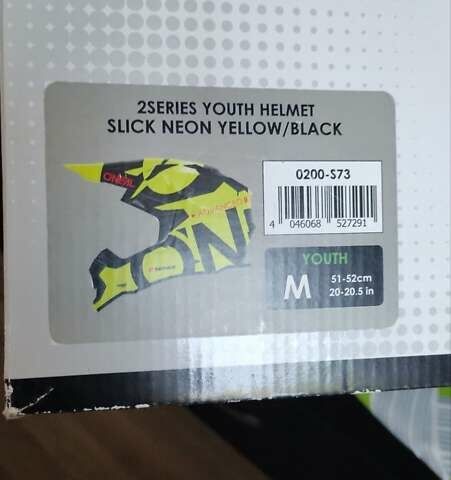 2SERIES YOUTH HELMET
SLICK NEON YELLOW/BLACK
ONEAL
0200-S73
4 046068 527291
YOUTH
M
51-52cm
20-20.5 in